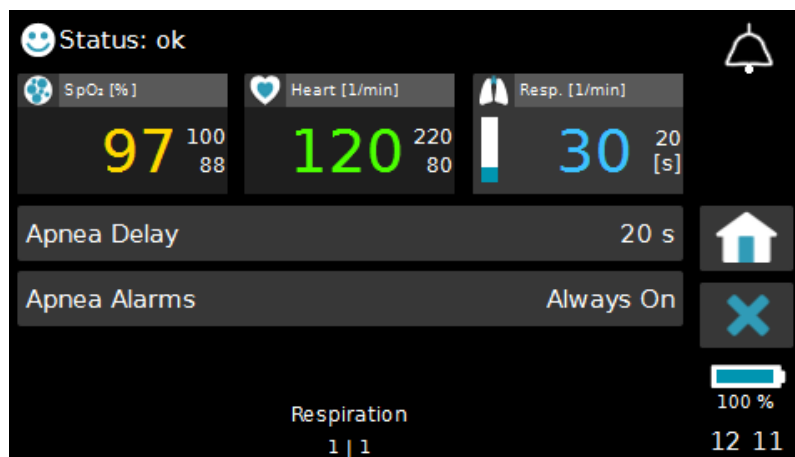 Status: ok
SpO₂ [%]
Heart [1/min]
Resp. [1/min]
97
100
88
120
220
80
30
20
[s]
Apnea Delay
20 s
Apnea Alarms
Always On
Respiration
1 | 1
100 %
12 11